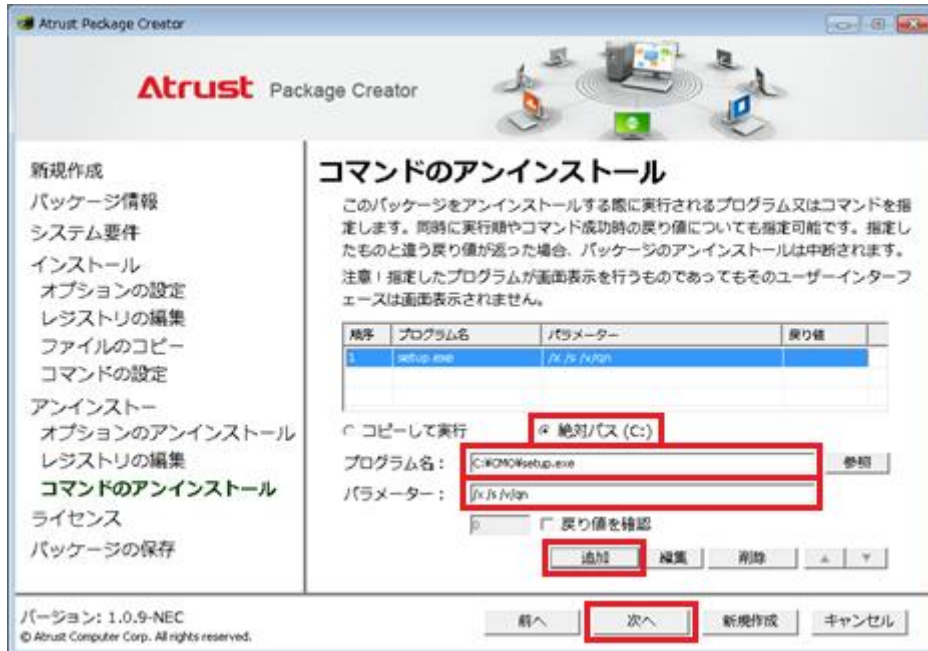 Atrust Package Creator
Atrust Package Creator
新規作成
パッケージ情報
システム要件
インストール
オプションの設定
レジストリの編集
ファイルのコピー
コマンドの設定
アンインストー
オプションのアンインストール
レジストリの編集
コマンドのアンインストール
ライセンス
パッケージの保存
コマンドのアンインストール
このパッケージをアンインストールする際に実行されるプログラム又はコマンドを指
定します。同時に実行順やコマンド成功時の戻り値についても指定可能です。指定し
たものと違う戻り値が返った場合、パッケージのアンインストールは中断されます。
注意！指定したプログラムが画面表示を行うものであってもそのユーザーインターフ
ェースは画面表示されません。
順序 プログラム名 パラメーター 戻り値
1 setup.exe /x /s /v/qn
コピーして実行 絶対パス (C:)
プログラム名： C:¥CMO¥setup.exe 参照
パラメーター： /x /s /v/qn
0 戻り値を確認
追加 編集 削除
バージョン: 1.0.9-NEC
© Atrust Computer Corp. All rights reserved.
前へ 次へ 新規作成 キャンセル